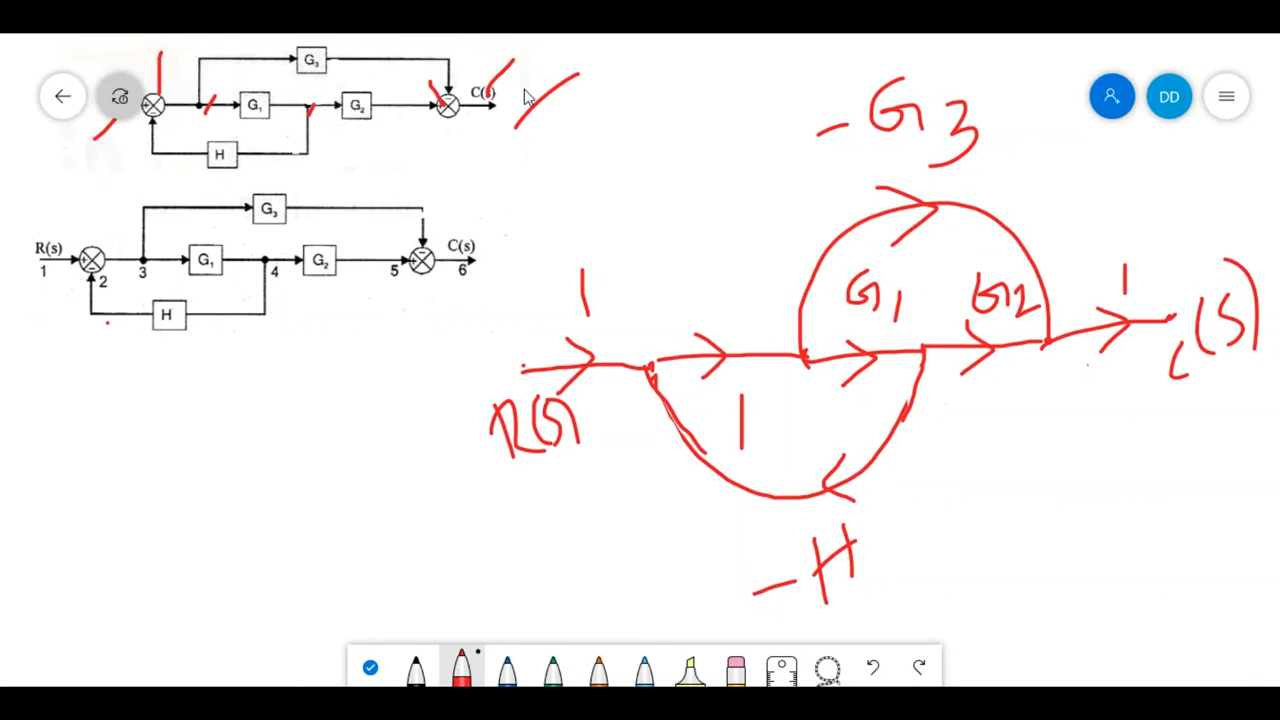 G₃
C(s)
+
−
+
−
G₁
G₂
H
G₃
R(s)
C(s)
+
−
+
−
G₁
G₂
H
1
2
3
4
5
6
DD
-G3
1
G1
G2
1
R(S)
C(S)
1
-H